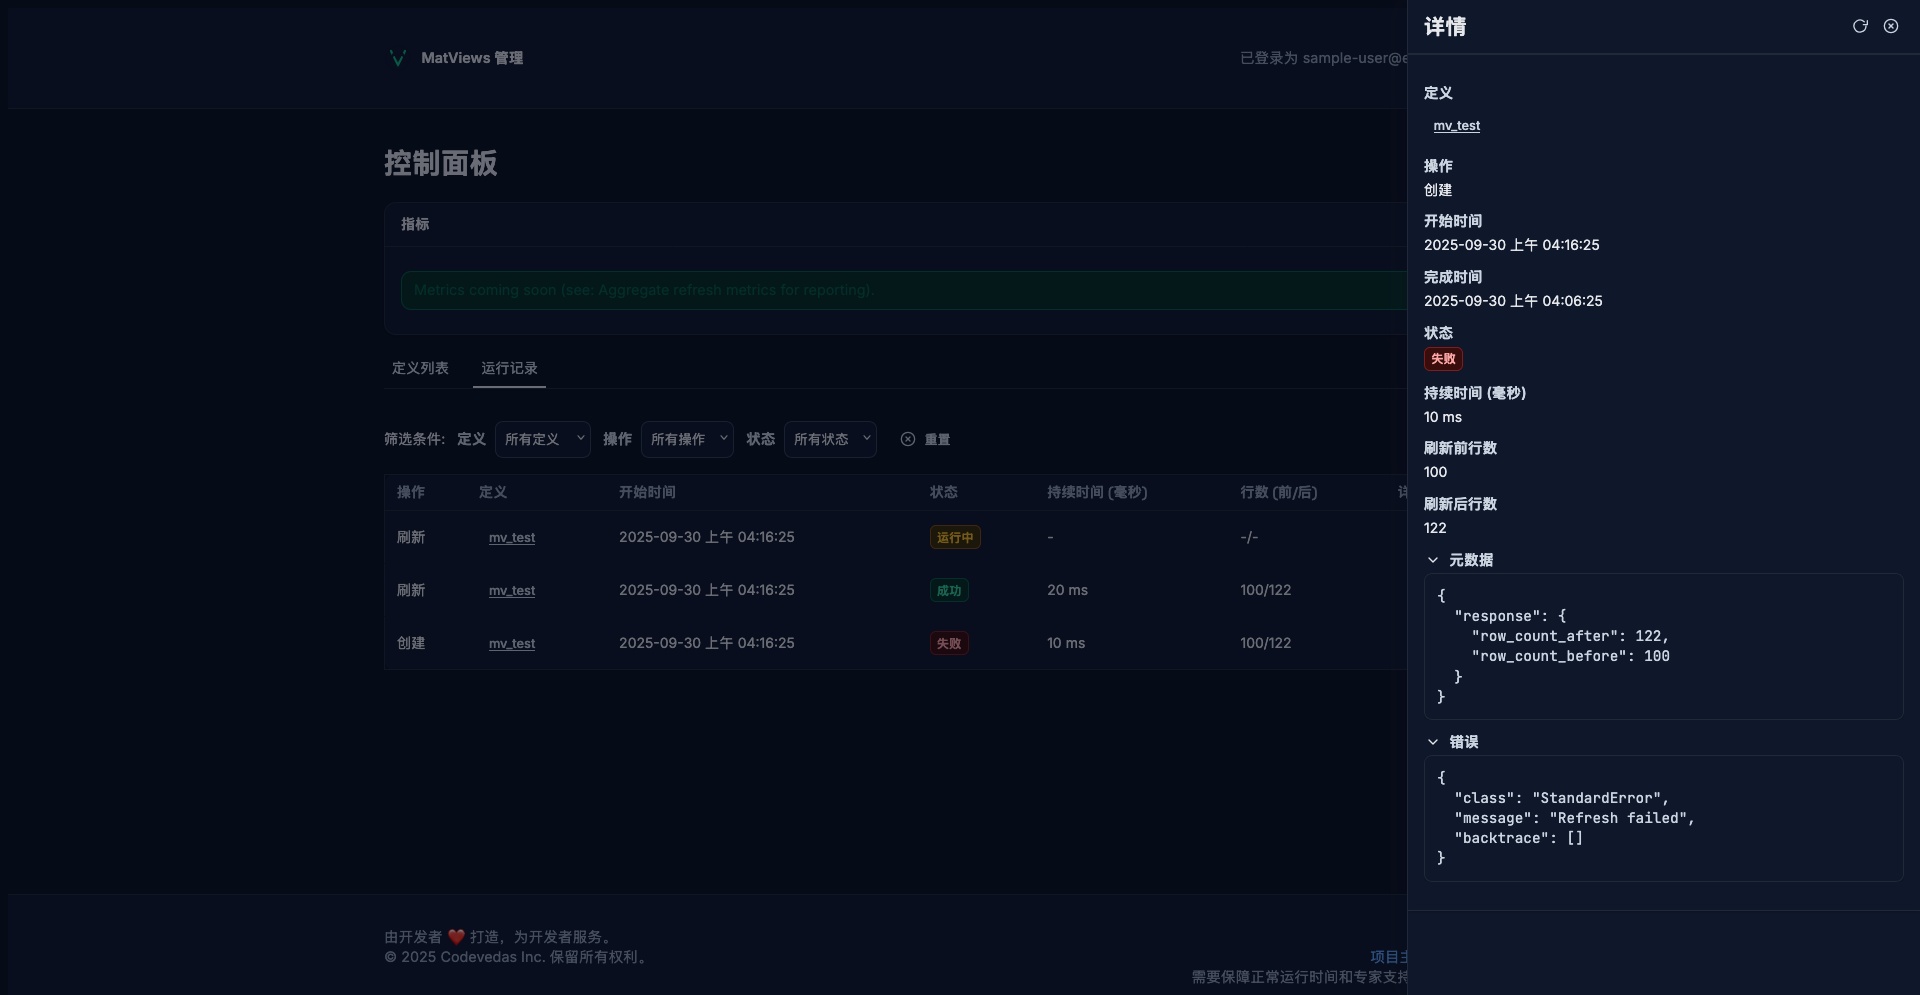 MatViews 管理
已登录为 sample-user@e
控制面板
指标
Metrics coming soon (see: Aggregate refresh metrics for reporting).
定义列表
运行记录
筛选条件: 定义 所有定义 操作 所有操作 状态 所有状态 重置
操作 定义 开始时间 状态 持续时间 (毫秒) 行数 (前/后) 详
刷新 mv_test 2025-09-30 上午 04:16:25 运行中 - -/-
刷新 mv_test 2025-09-30 上午 04:16:25 成功 20 ms 100/122
创建 mv_test 2025-09-30 上午 04:16:25 失败 10 ms 100/122
由开发者 ❤️ 打造，为开发者服务。
© 2025 Codevedas Inc. 保留所有权利。
项目主
需要保障正常运行时间和专家支持
详情
定义
mv_test
操作
创建
开始时间
2025-09-30 上午 04:16:25
完成时间
2025-09-30 上午 04:06:25
状态
失败
持续时间 (毫秒)
10 ms
刷新前行数
100
刷新后行数
122
元数据
{
  "response": {
    "row_count_after": 122,
    "row_count_before": 100
  }
}
错误
{
  "class": "StandardError",
  "message": "Refresh failed",
  "backtrace": []
}